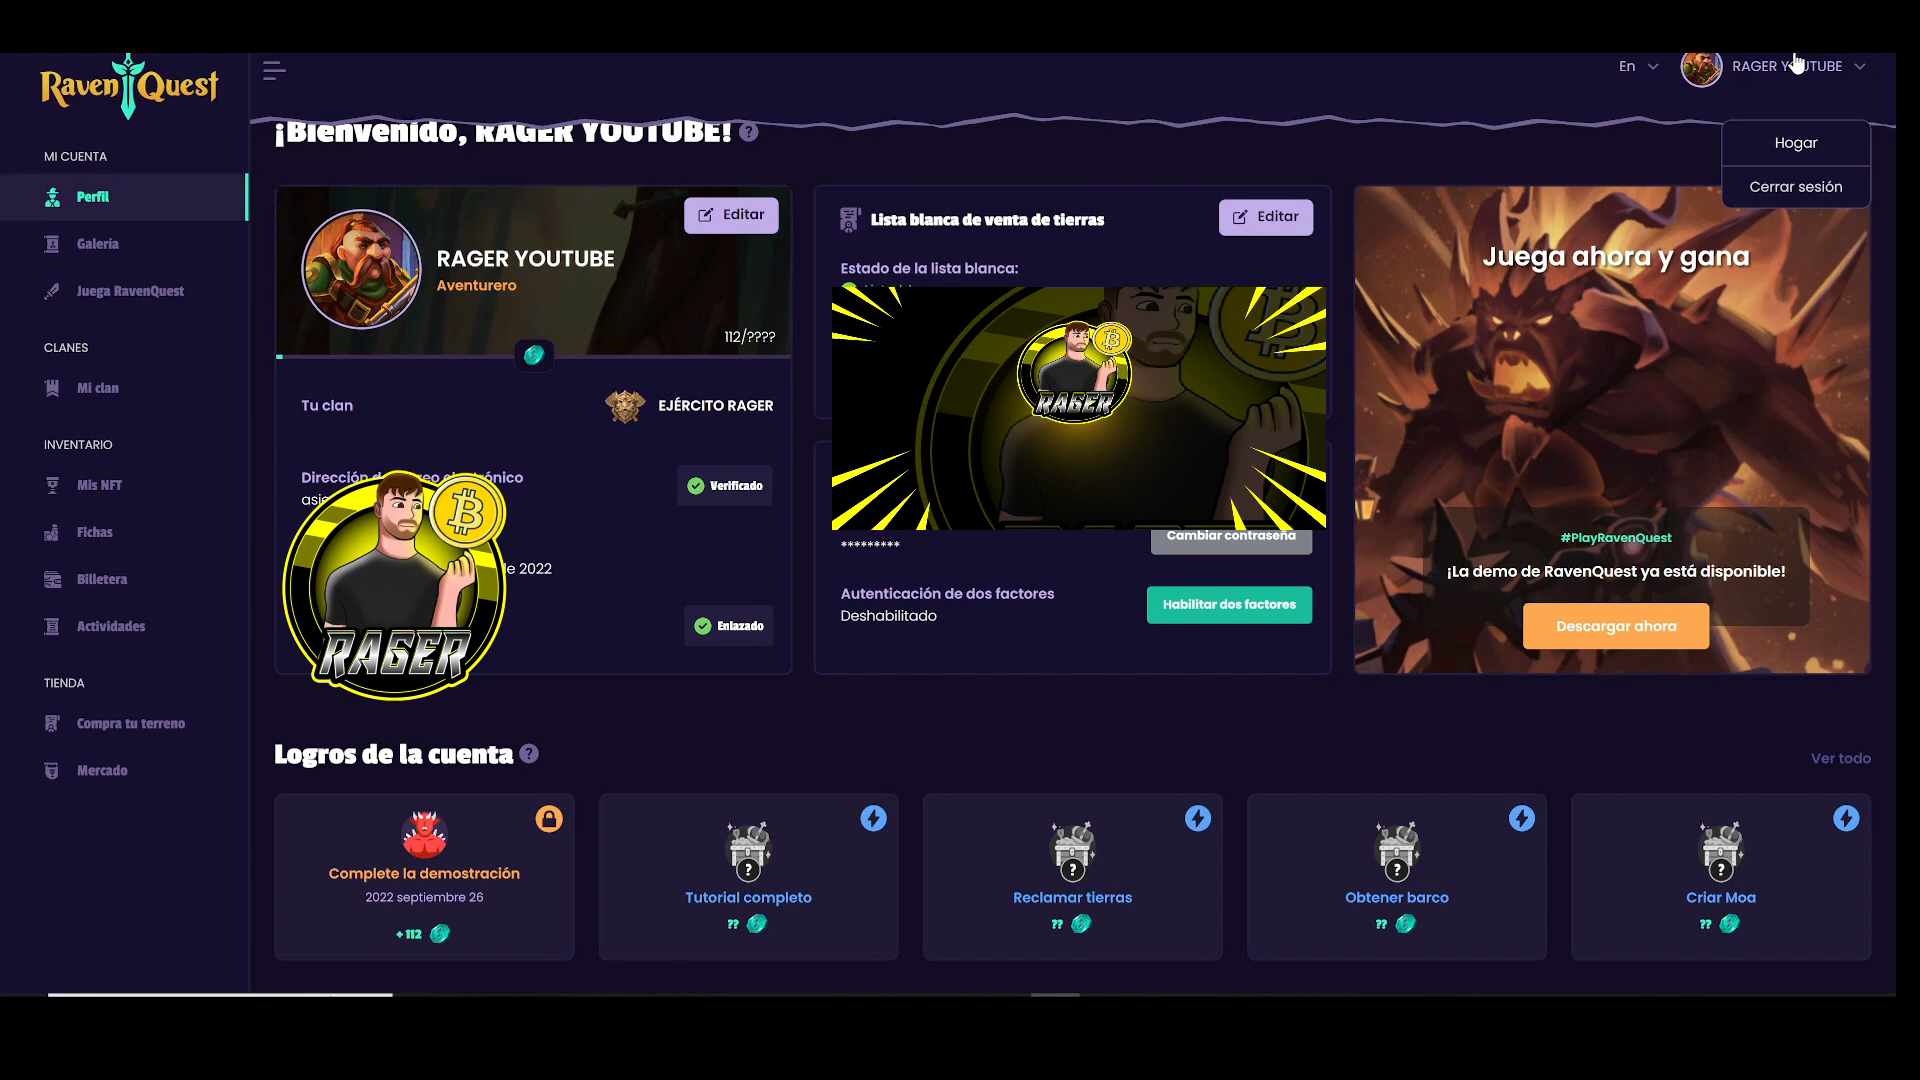 Raven Quest
En
RAGER YOUTUBE
Hogar
Cerrar sesión
MI CUENTA
Perfil
Galería
Juega RavenQuest
CLANES
Mi clan
INVENTARIO
Mis NFT
Fichas
Billetera
Actividades
TIENDA
Compra tu terreno
Mercado
¡Bienvenido, RAGER YOUTUBE! ?
Editar
RAGER YOUTUBE
Aventurero
112/????
Tu clan
EJÉRCITO RAGER
Dirección
Verificado
de 2022
Enlazado
RAGER
Lista blanca de venta de tierras
Editar
Estado de la lista blanca:
RAGER
*********
Cambiar contraseña
Autenticación de dos factores
Deshabilitado
Habilitar dos factores
Juega ahora y gana
#PlayRavenQuest
¡La demo de RavenQuest ya está disponible!
Descargar ahora
Logros de la cuenta ?
Ver todo
Complete la demostración
2022 septiembre 26
+112
?
Tutorial completo
??
?
Reclamar tierras
??
?
Obtener barco
??
?
Criar Moa
??